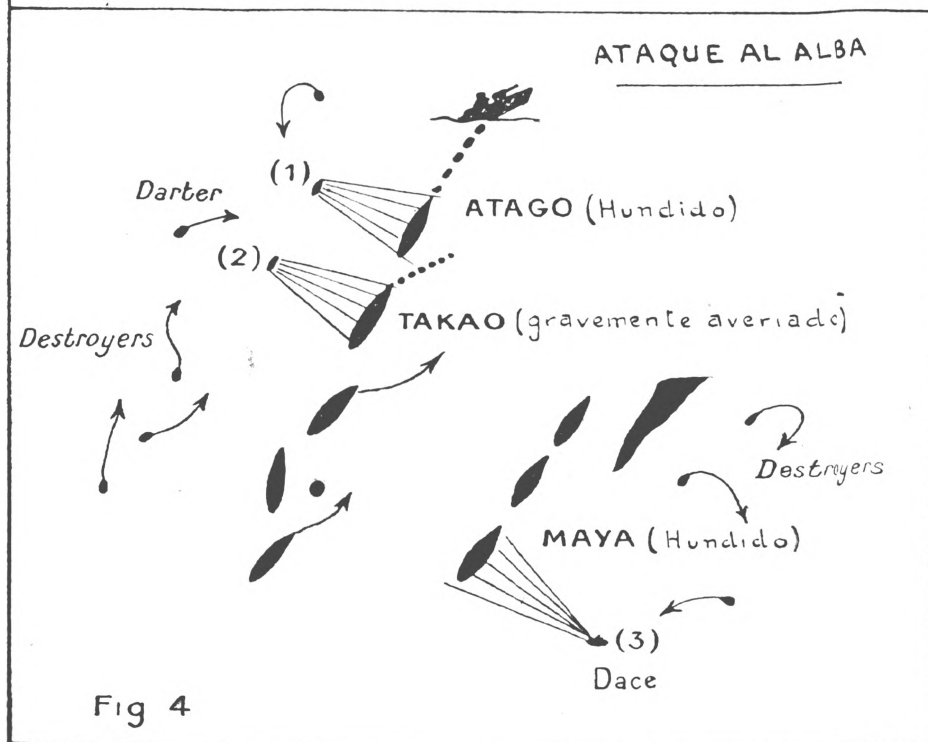 ATAQUE AL ALBA
(1)
Darter
ATAGO (Hundido)
(2)
TAKAO (gravemente averiado)
Destroyers
Destroyers
MAYA (Hundido)
(3)
Dace
Fig 4